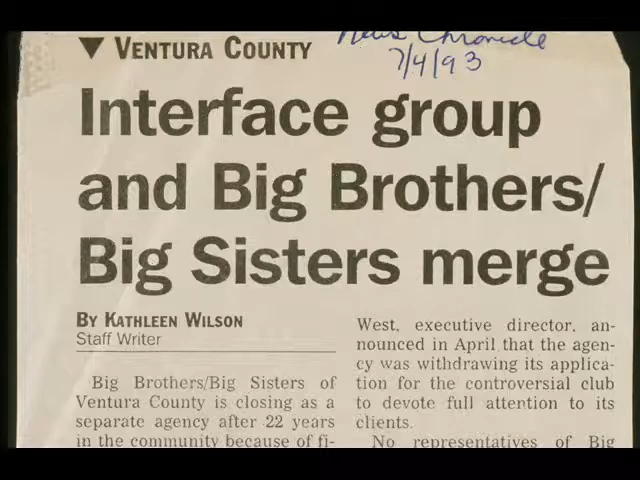 News Chronicle
7/4/93
▼ VENTURA COUNTY
Interface group
and Big Brothers/
Big Sisters merge
BY KATHLEEN WILSON
Staff Writer
Big Brothers/Big Sisters of
Ventura County is closing as a
separate agency after 22 years
in the community because of fi-
West, executive director, an-
nounced in April that the agen-
cy was withdrawing its applica-
tion for the controversial club
to devote full attention to its
clients.
No representatives of Big